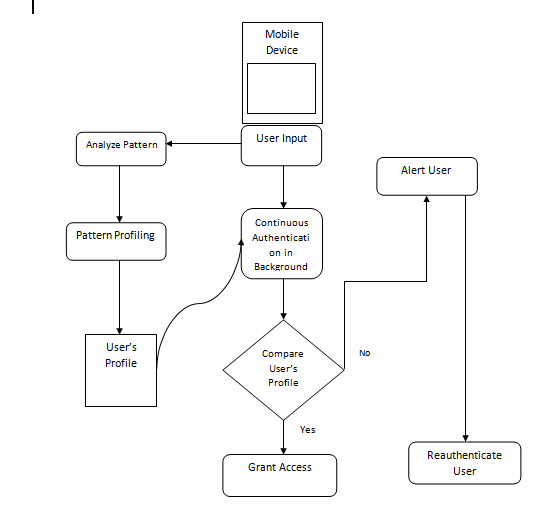 Mobile
Device
User Input
Analyze Pattern
Alert User
Pattern Profiling
Continuous
Authenticati
on in
Background
User's
Profile
Compare
User's
Profile
No
Yes
Grant Access
Reauthenticate
User